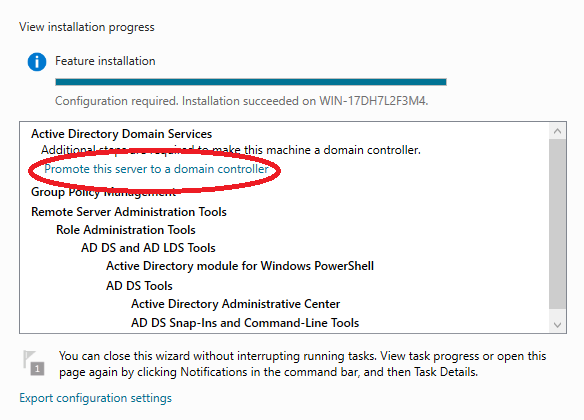 View installation progress
Feature installation
Configuration required. Installation succeeded on WIN-17DH7L2F3M4.
Active Directory Domain Services
Additional steps are required to make this machine a domain controller.
Promote this server to a domain controller
Group Policy Management
Remote Server Administration Tools
Role Administration Tools
AD DS and AD LDS Tools
Active Directory module for Windows PowerShell
AD DS Tools
Active Directory Administrative Center
AD DS Snap-Ins and Command-Line Tools
1
You can close this wizard without interrupting running tasks. View task progress or open this
page again by clicking Notifications in the command bar, and then Task Details.
Export configuration settings